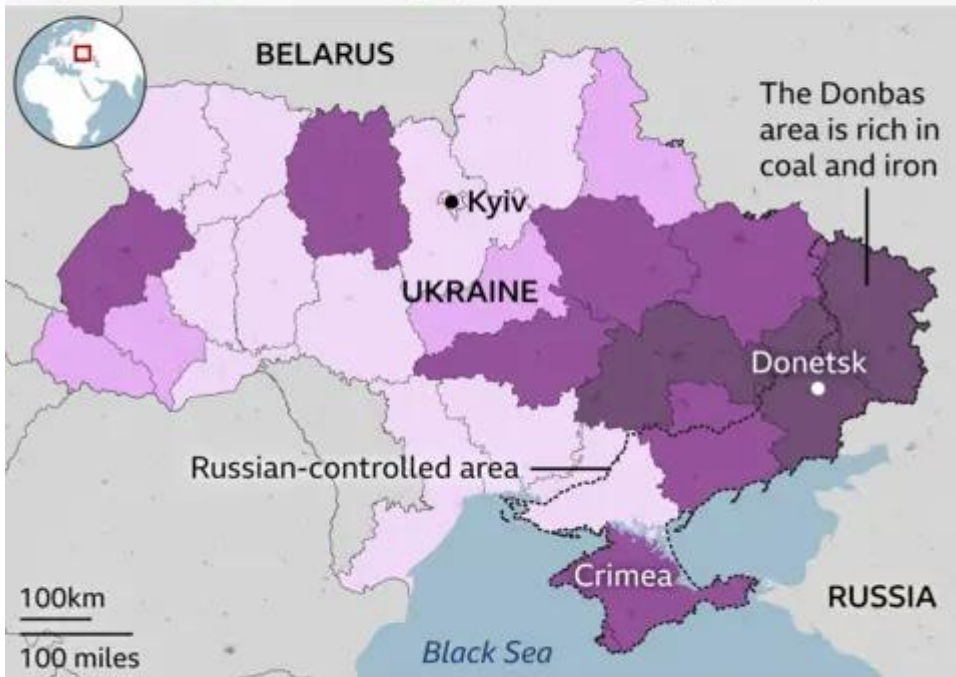 BELARUS
The Donbas
area is rich in
coal and iron
Kyiv
UKRAINE
Donetsk
Russian-controlled area
Crimea
100km
100 miles
RUSSIA
Black Sea